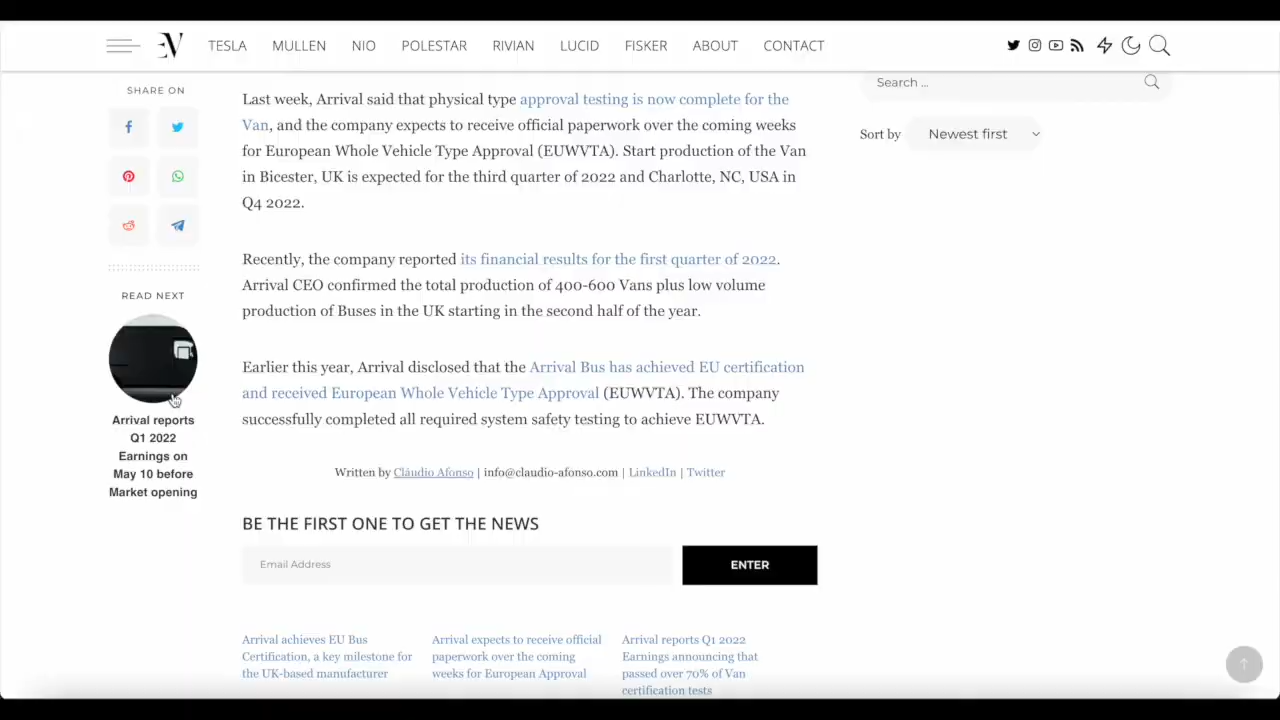 EV
TESLA MULLEN NIO POLESTAR RIVIAN LUCID FISKER ABOUT CONTACT
SHARE ON
READ NEXT
Arrival reports
Q1 2022
Earnings on
May 10 before
Market opening
Last week, Arrival said that physical type approval testing is now complete for the
Van, and the company expects to receive official paperwork over the coming weeks
for European Whole Vehicle Type Approval (EUWVTA). Start production of the Van
in Bicester, UK is expected for the third quarter of 2022 and Charlotte, NC, USA in
Q4 2022.
Recently, the company reported its financial results for the first quarter of 2022.
Arrival CEO confirmed the total production of 400-600 Vans plus low volume
production of Buses in the UK starting in the second half of the year.
Earlier this year, Arrival disclosed that the Arrival Bus has achieved EU certification
and received European Whole Vehicle Type Approval (EUWVTA). The company
successfully completed all required system safety testing to achieve EUWVTA.
Written by Cláudio Afonso | info@claudio-afonso.com | LinkedIn | Twitter
BE THE FIRST ONE TO GET THE NEWS
Email Address
ENTER
Arrival achieves EU Bus
Certification, a key milestone for
the UK-based manufacturer
Arrival expects to receive official
paperwork over the coming
weeks for European Approval
Arrival reports Q1 2022
Earnings announcing that
passed over 70% of Van
certification tests
Search ...
Sort by Newest first